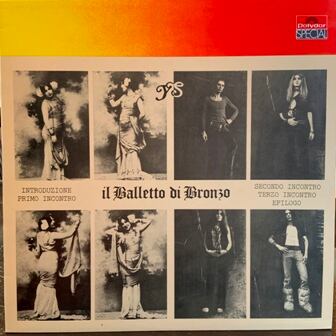 polydor
SPECIAL
Ys
INTRODUZIONE
PRIMO INCONTRO
il Balletto di Bronzo
SECONDO INCONTRO
TERZO INCONTRO
EPILOGO